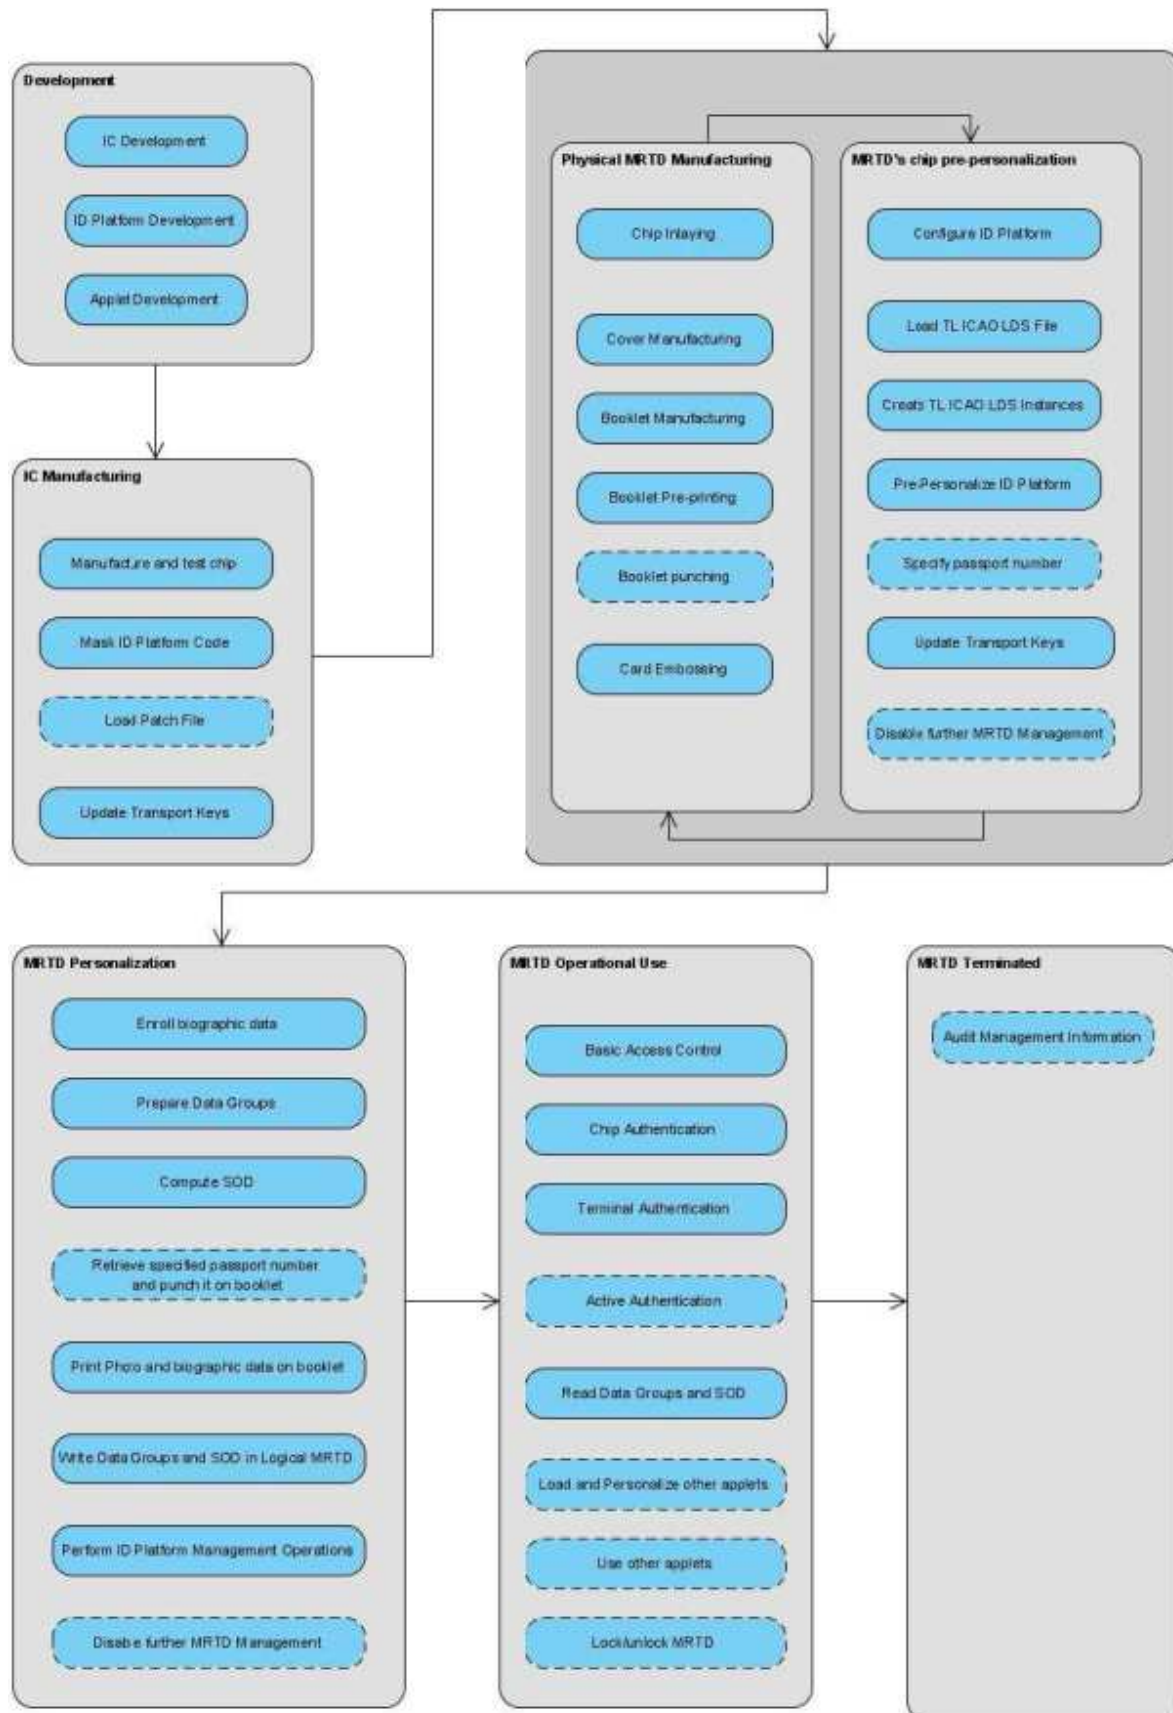 Development
IC Development
ID Platform Development
Applet Development
IC Manufacturing
Manufacture and test chip
Mask ID Platform Code
Load Patch File
Update Transport Keys
Physical MRTD Manufacturing
Chip Inlaying
Cover Manufacturing
Booklet Manufacturing
Booklet Pre-printing
Booklet punching
Card Embossing
MRTD's chip pre-personalization
Configure ID Platform
Load TL ICAO LDS File
Creats TL ICAO LDS Instances
Pre-Personalize ID Platform
Specify passport number
Update Transport Keys
Disable further MRTD Management
MRTD Personalization
Enroll biographic data
Prepare Data Groups
Compute SOD
Retrieve specified passport number
and punch it on booklet
Print Photo and biographic data on booklet
Write Data Groups and SOD in Logical MRTD
Perform ID Platform Management Operations
Disable further MRTD Management
MRTD Operational Use
Basic Access Control
Chip Authentication
Terminal Authentication
Active Authentication
Read Data Groups and SOD
Load and Personalize other applets
Use other applets
Lock/unlock MRTD
MRTD Terminated
Audit Management Information